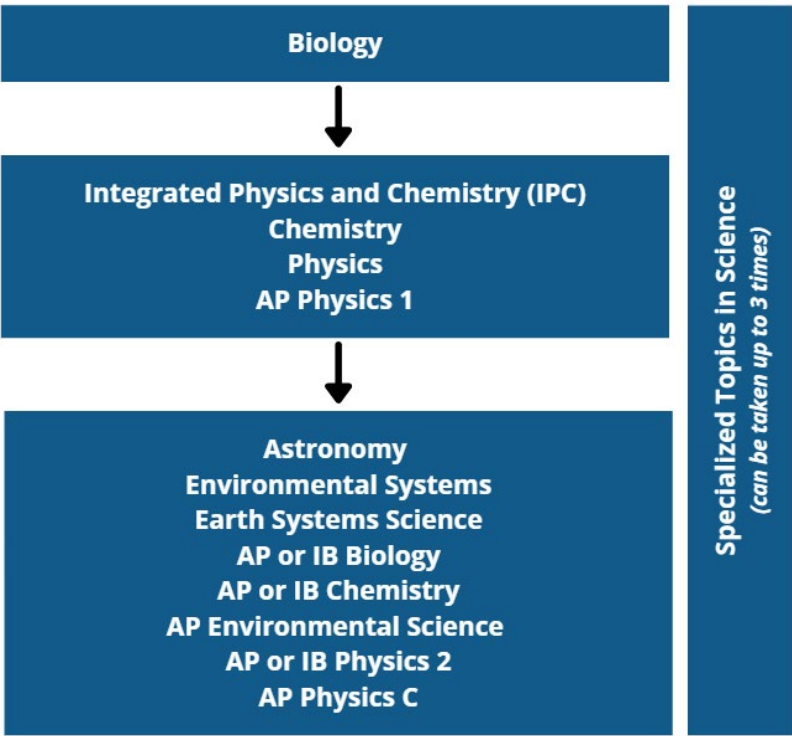 Biology
Integrated Physics and Chemistry (IPC)
Chemistry
Physics
AP Physics 1
Astronomy
Environmental Systems
Earth Systems Science
AP or IB Biology
AP or IB Chemistry
AP Environmental Science
AP or IB Physics 2
AP Physics C
Specialized Topics in Science
(can be taken up to 3 times)